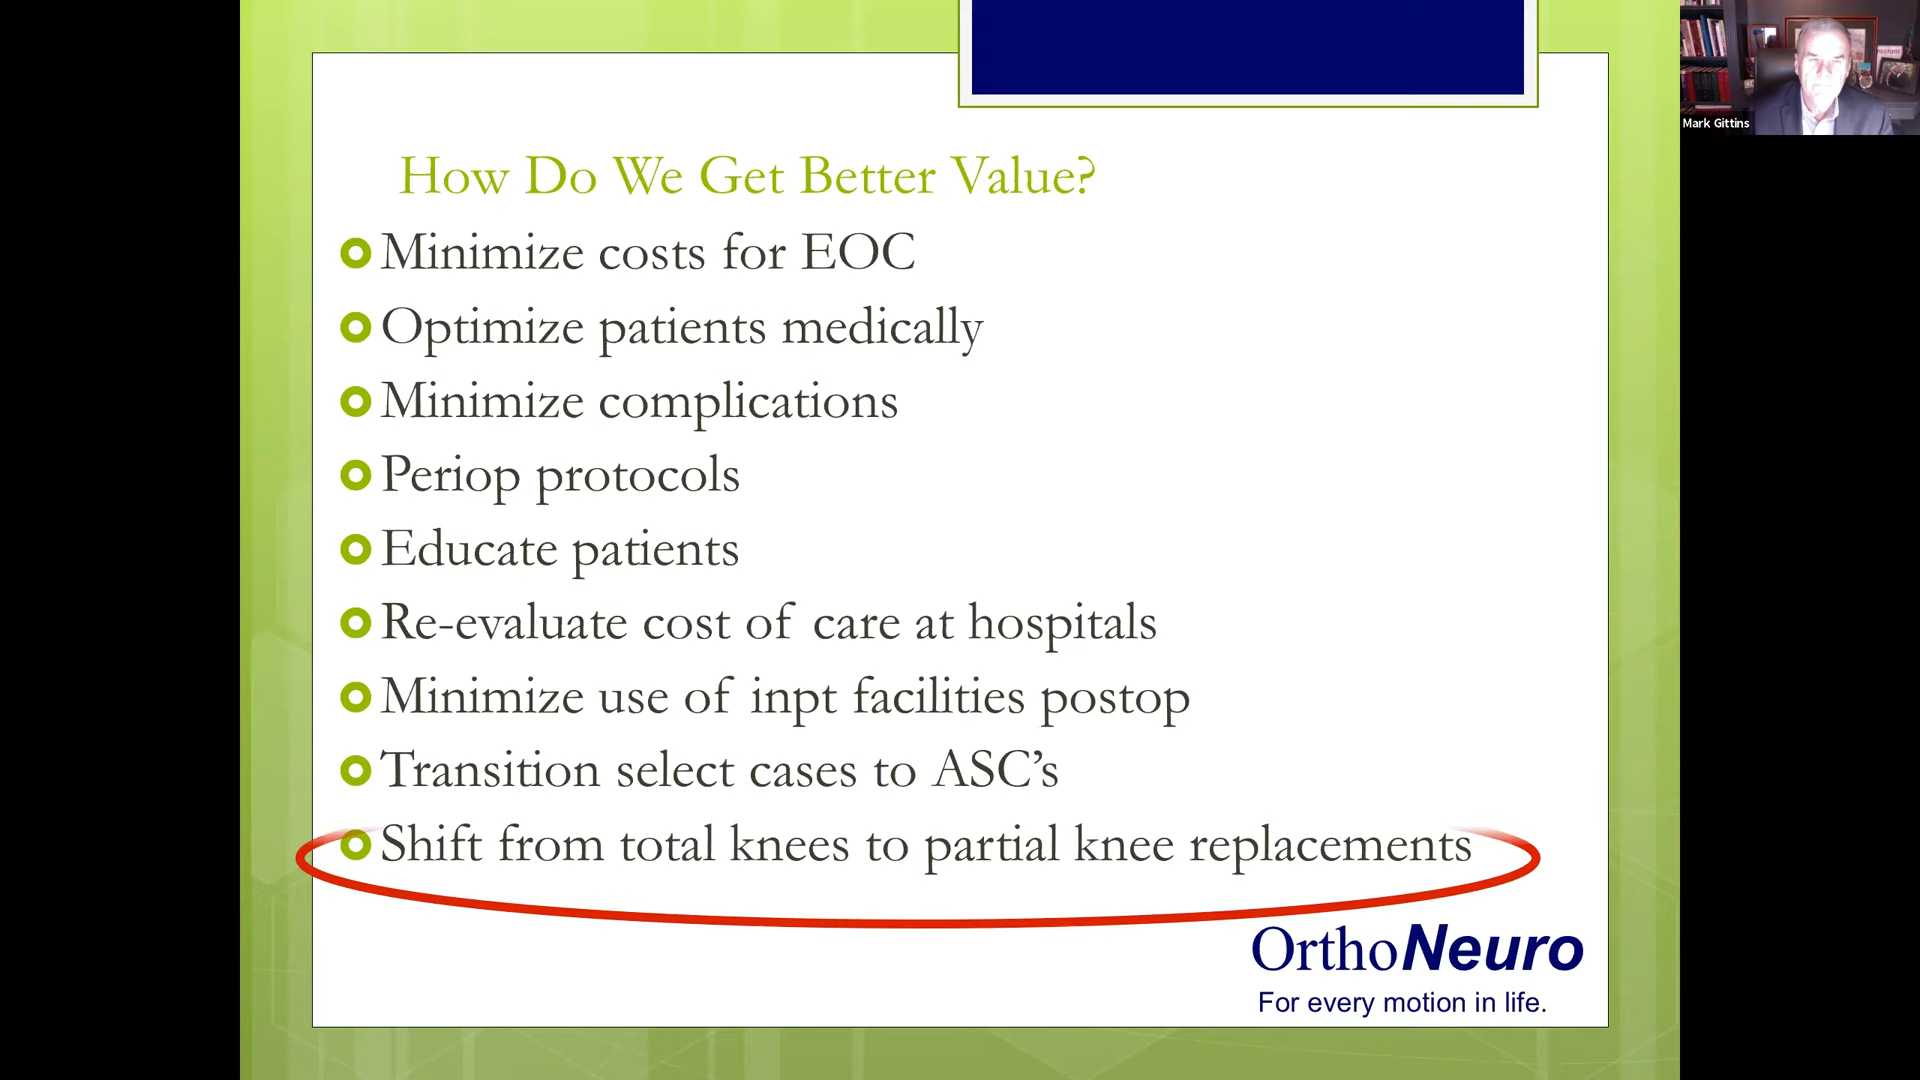 Mark Gittins
How Do We Get Better Value?
Minimize costs for EOC
Optimize patients medically
Minimize complications
Periop protocols
Educate patients
Re-evaluate cost of care at hospitals
Minimize use of inpt facilities postop
Transition select cases to ASC’s
Shift from total knees to partial knee replacements
OrthoNeuro
For every motion in life.